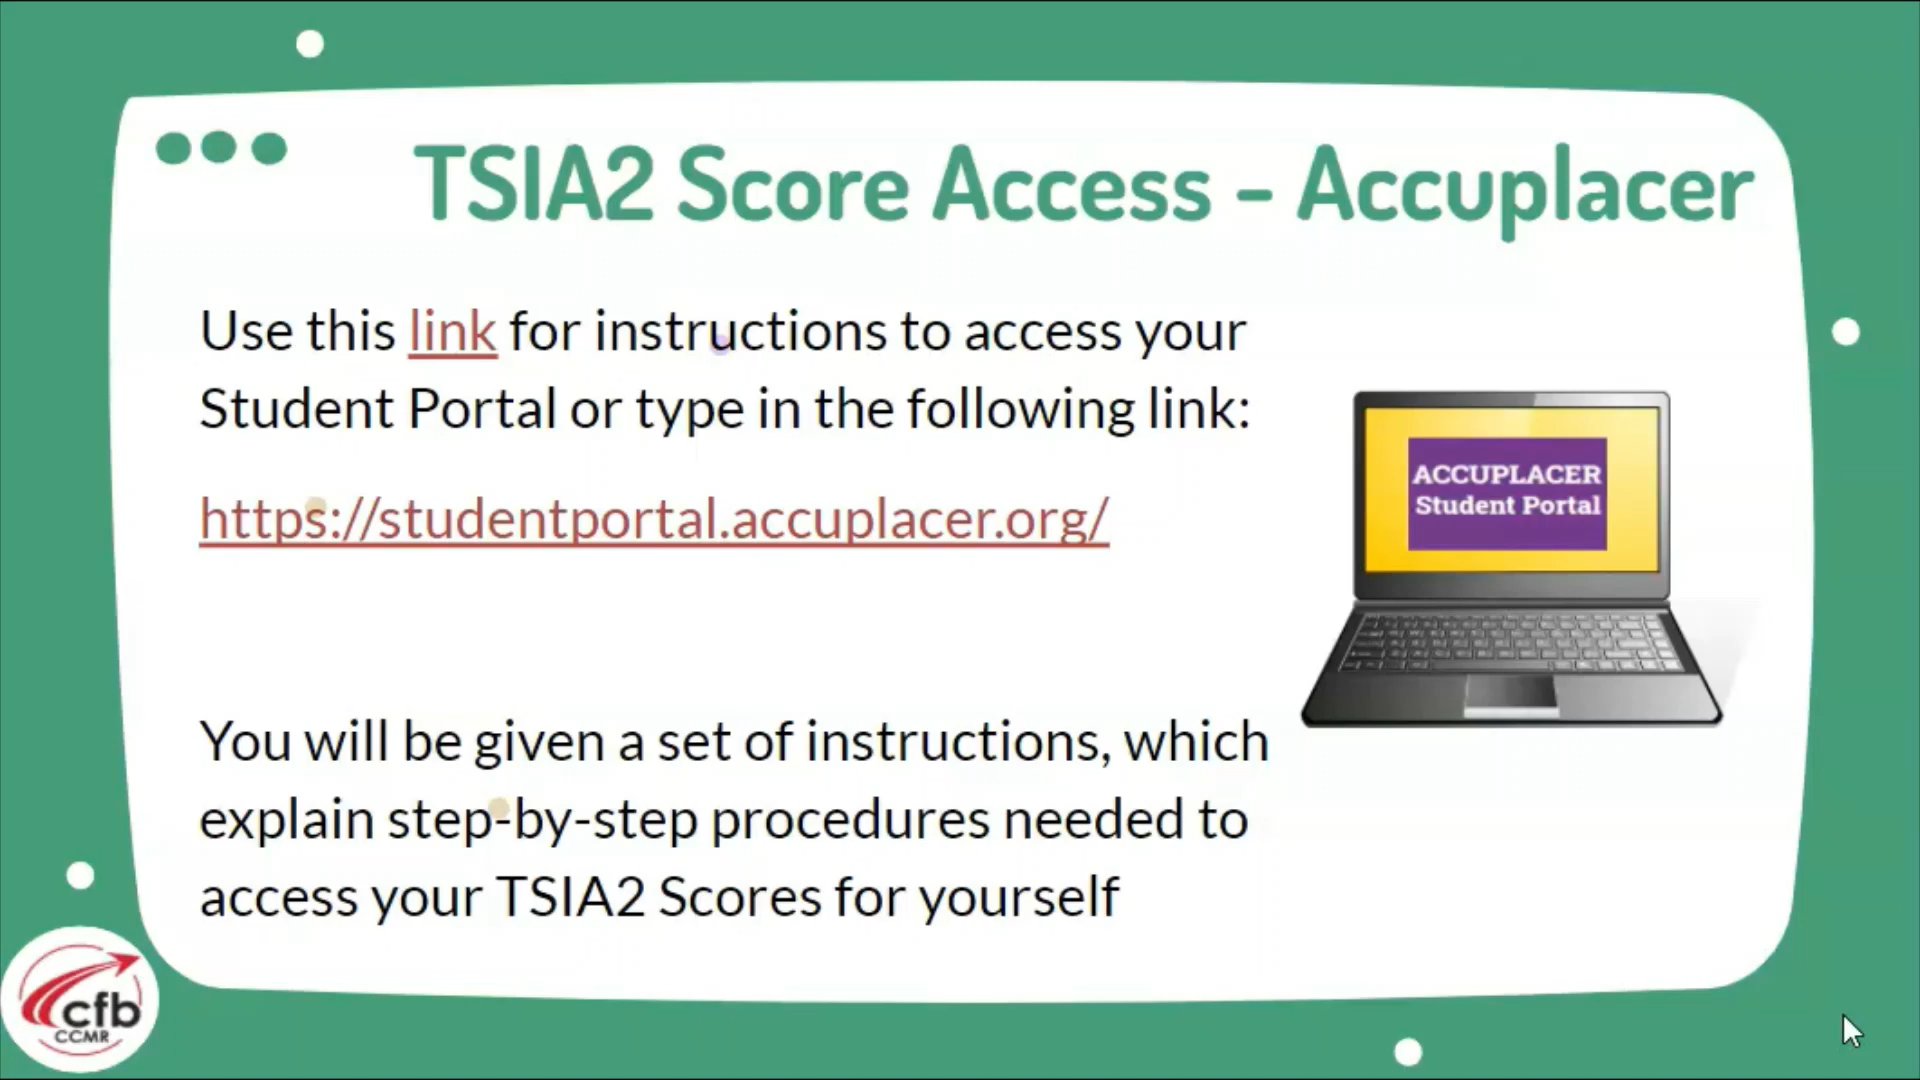 TSIA2 Score Access – Accuplacer
Use this link for instructions to access your
Student Portal or type in the following link:
https://studentportal.accuplacer.org/
ACCUPLACER
Student Portal
You will be given a set of instructions, which
explain step-by-step procedures needed to
access your TSIA2 Scores for yourself
cfb
CCMR